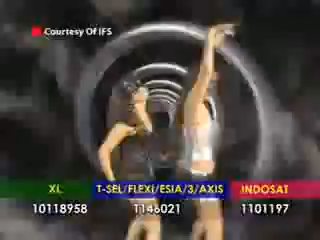 Courtesy Of IFS
XL T-SEL/FLEXI/ESIA/3/AXIS INDOSAT
10118958 T146021 1101197